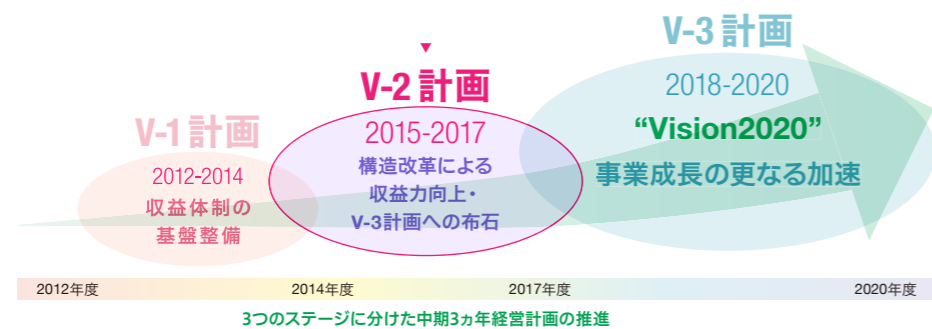 V-1計画
2012-2014
収益体制の
基盤整備
V-2計画
2015-2017
構造改革による
収益力向上・
V-3計画への布石
V-3計画
2018-2020
“Vision2020”
事業成長の更なる加速
2012年度
2014年度
2017年度
2020年度
3つのステージに分けた中期3ヵ年経営計画の推進